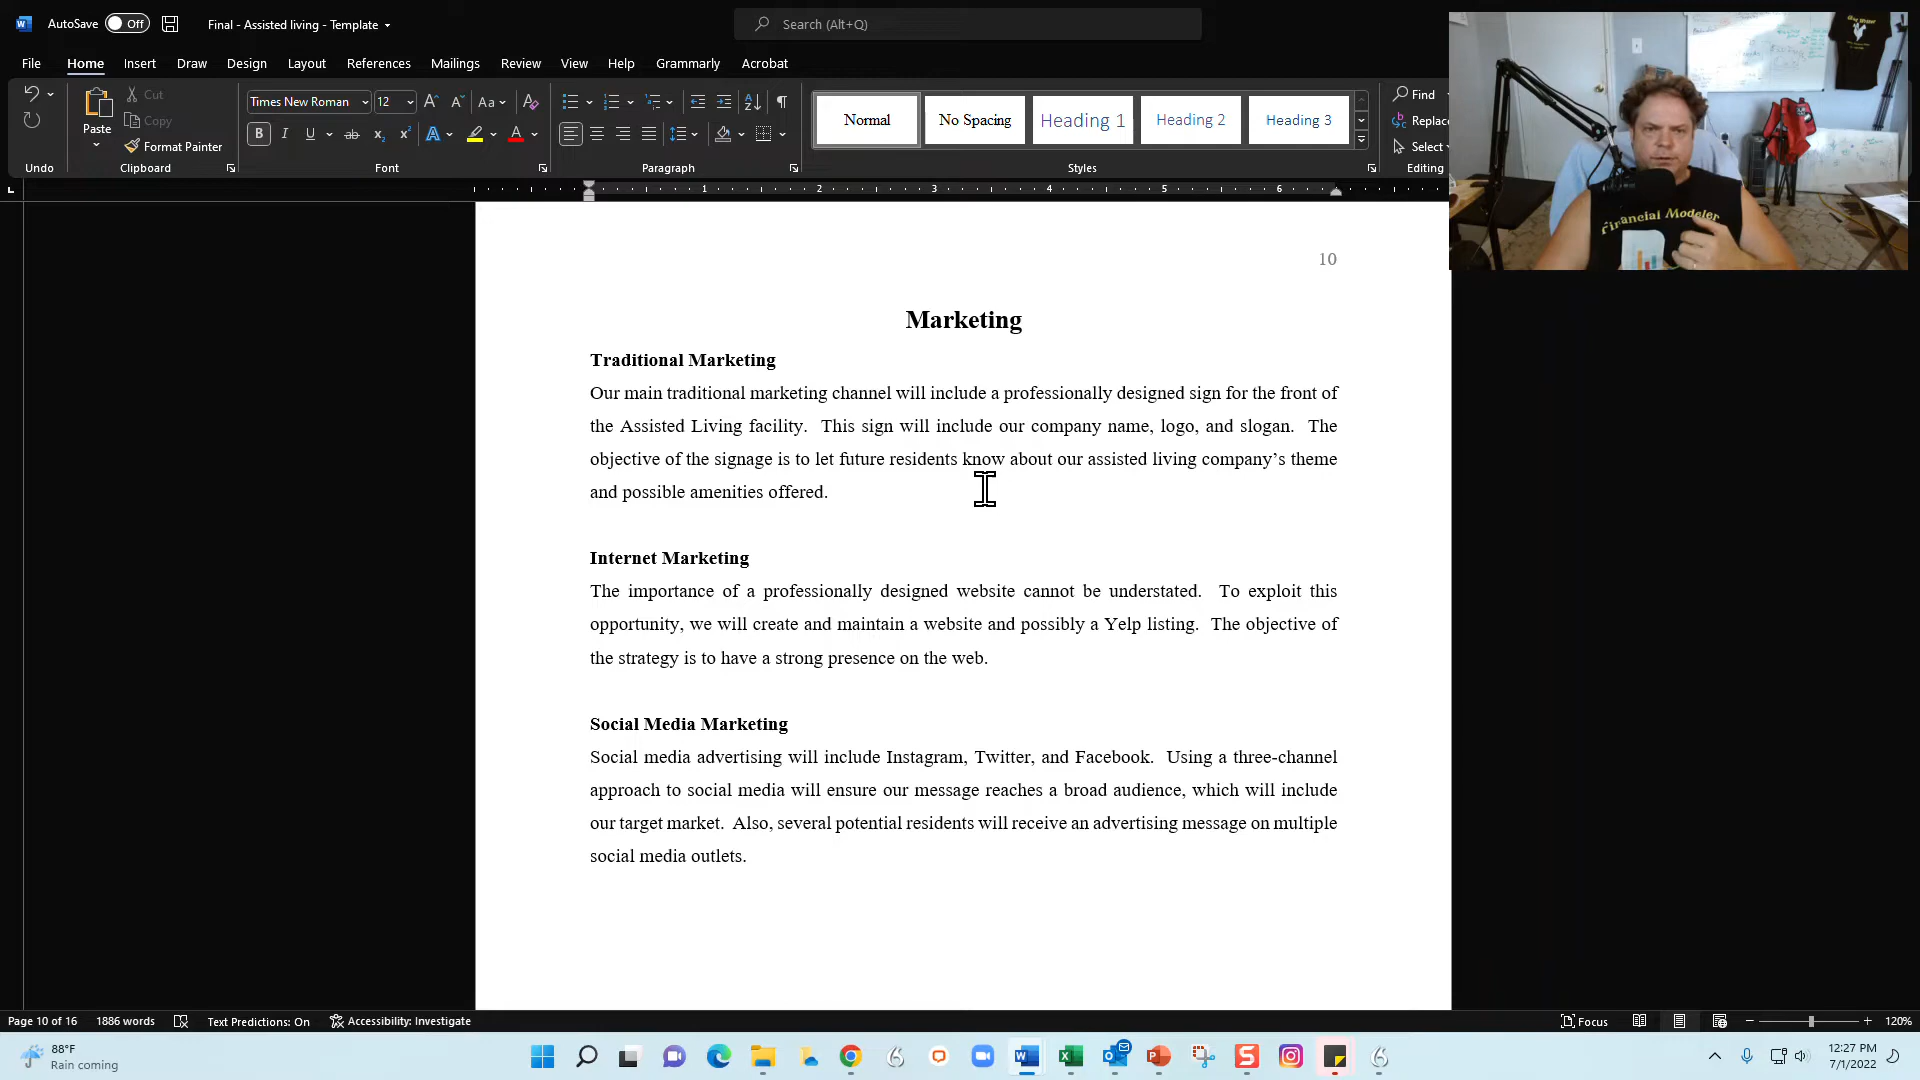 AutoSave Off Final - Assisted living - Template Search (Alt+Q)
File Home Insert Draw Design Layout References Mailings Review View Help Grammarly Acrobat
Paste
Cut
Copy
Format Painter
Times New Roman 12
Normal No Spacing Heading 1 Heading 2 Heading 3
Find
Replac
Select
Undo Clipboard Font Paragraph Styles Editing
1 2 3 4 5 6
Financial Modeler
10
Marketing
Traditional Marketing
Our main traditional marketing channel will include a professionally designed sign for the front of
the Assisted Living facility. This sign will include our company name, logo, and slogan. The
objective of the signage is to let future residents know about our assisted living company’s theme
and possible amenities offered.
Internet Marketing
The importance of a professionally designed website cannot be understated. To exploit this
opportunity, we will create and maintain a website and possibly a Yelp listing. The objective of
the strategy is to have a strong presence on the web.
Social Media Marketing
Social media advertising will include Instagram, Twitter, and Facebook. Using a three-channel
approach to social media will ensure our message reaches a broad audience, which will include
our target market. Also, several potential residents will receive an advertising message on multiple
social media outlets.
Page 10 of 16 1886 words Text Predictions: On Accessibility: Investigate Focus 120%
88°F
Rain coming
12:27 PM
7/1/2022